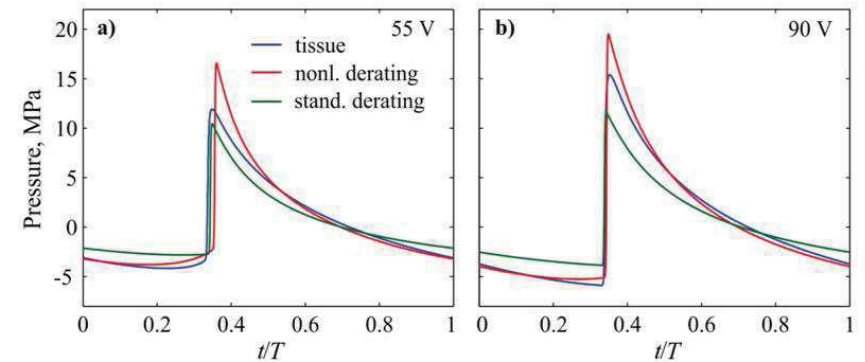 a) 55 V
tissue
nonl. derating
stand. derating
Pressure, MPa
20
15
10
5
0
-5
0 0.2 0.4 0.6 0.8 1
t/T
b) 90 V
0 0.2 0.4 0.6 0.8 1
t/T